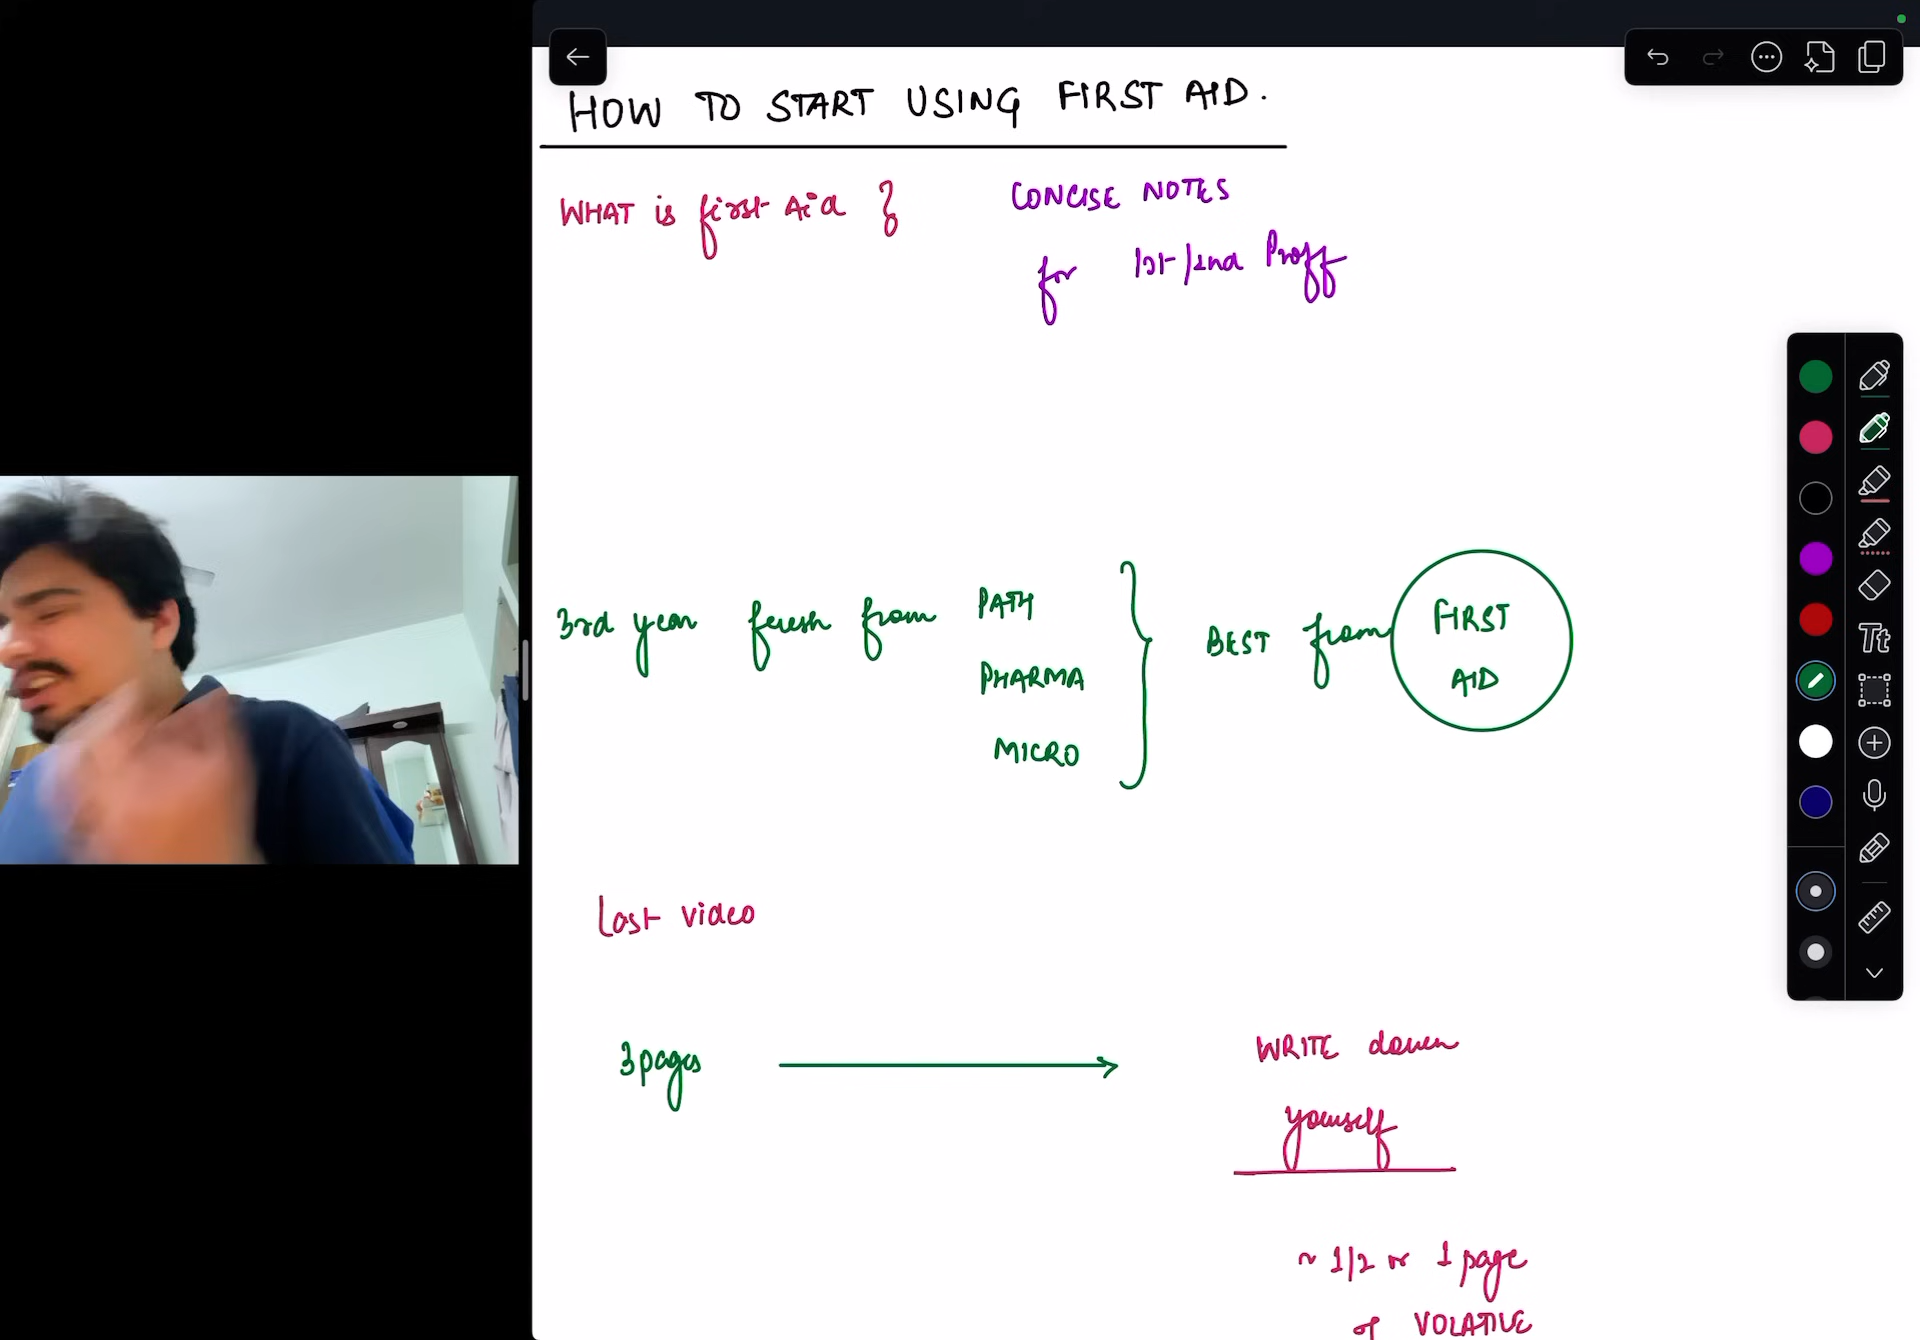 HOW TO START USING FIRST AID.
WHAT is first Aid }
CONCISE NOTES
for 1st/2nd Proff
3rd year fresh from PATH
PHARMA
MICRO
BEST from FIRST
AID
last video
3 pages
WRITE down
yourself
~ 1/2 or 1 page
of VOLATILE
Tt